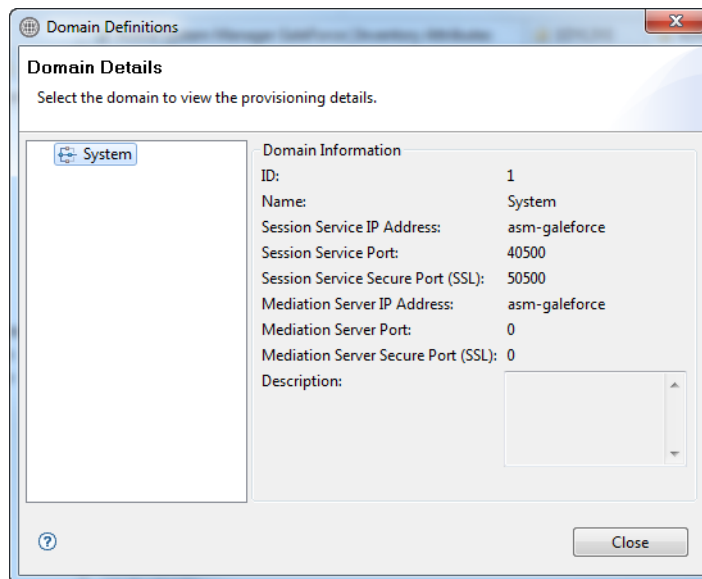 Domain Definitions
Domain Details
Select the domain to view the provisioning details.
System
Domain Information
ID: 1
Name: System
Session Service IP Address: asm-galeforce
Session Service Port: 40500
Session Service Secure Port (SSL): 50500
Mediation Server IP Address: asm-galeforce
Mediation Server Port: 0
Mediation Server Secure Port (SSL): 0
Description:
Close